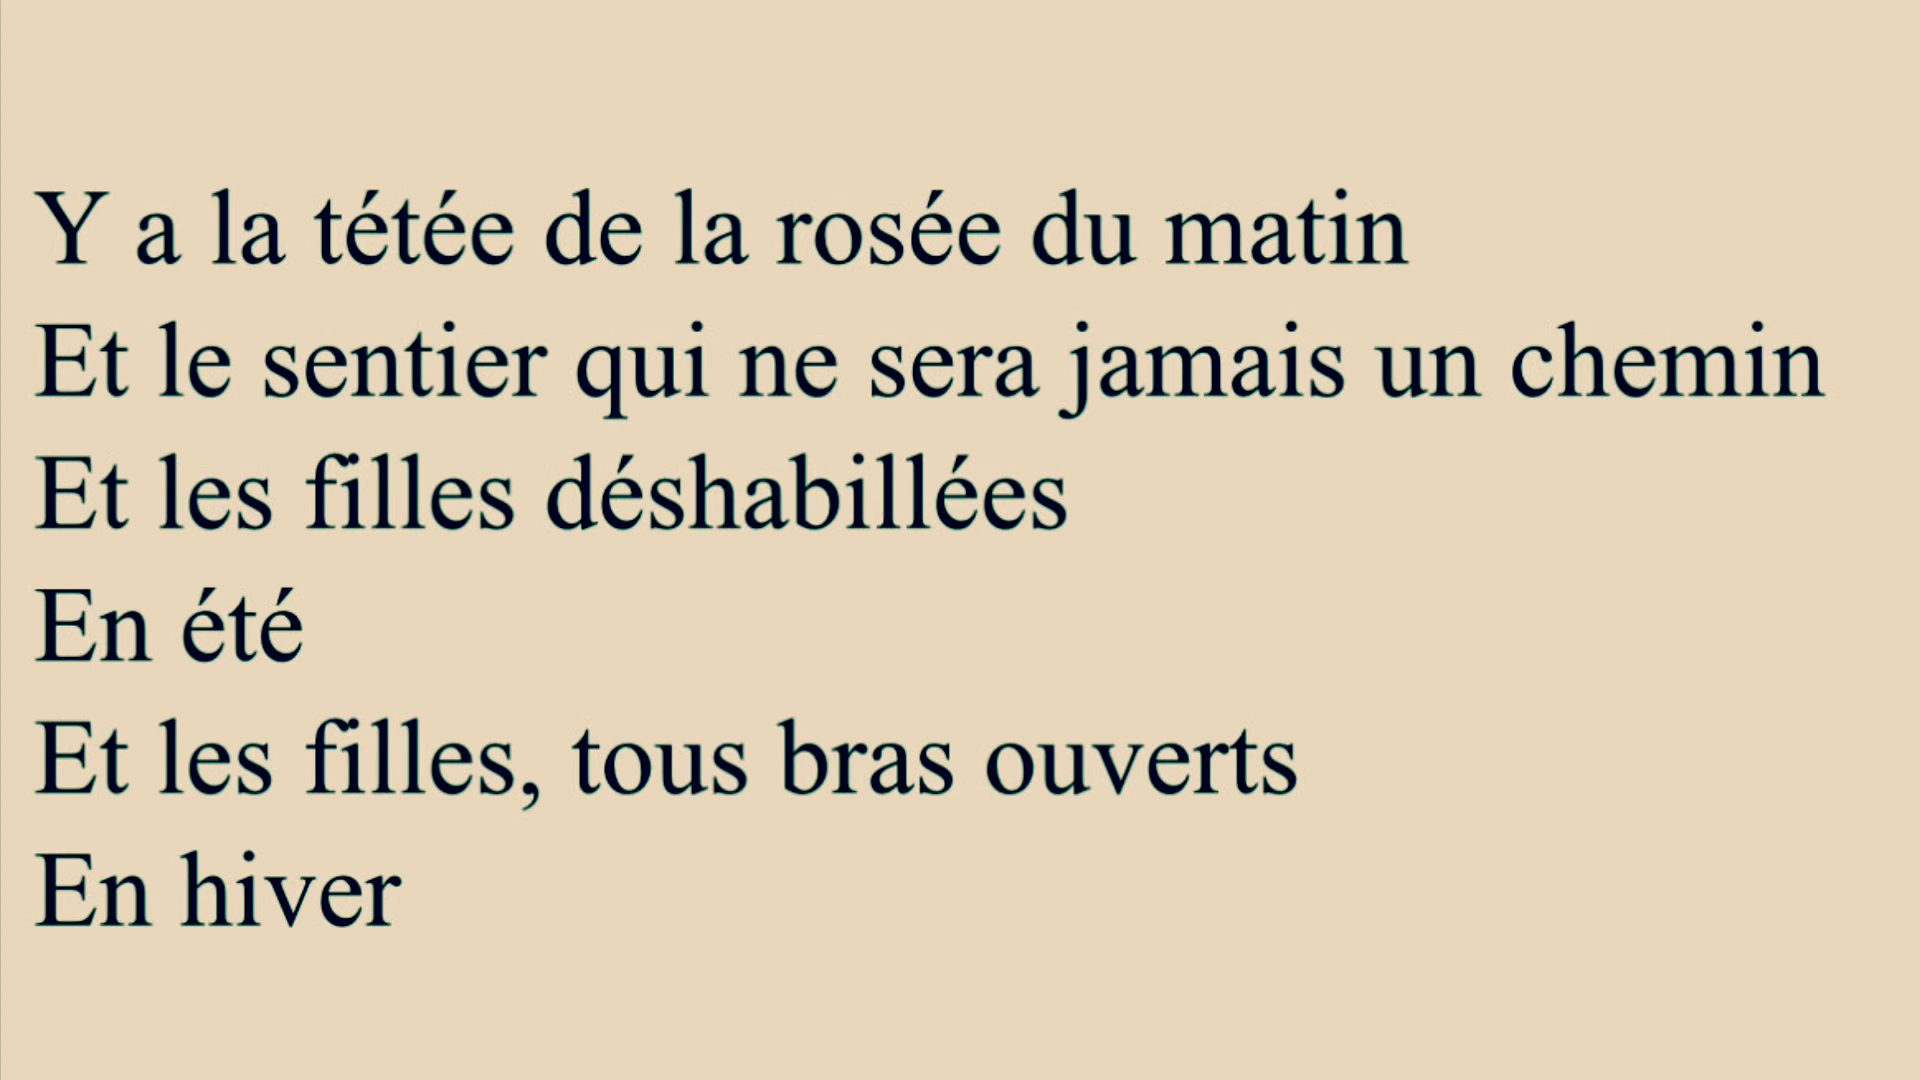 Y a la tétée de la rosée du matin
Et le sentier qui ne sera jamais un chemin
Et les filles déshabillées
En été
Et les filles, tous bras ouverts
En hiver